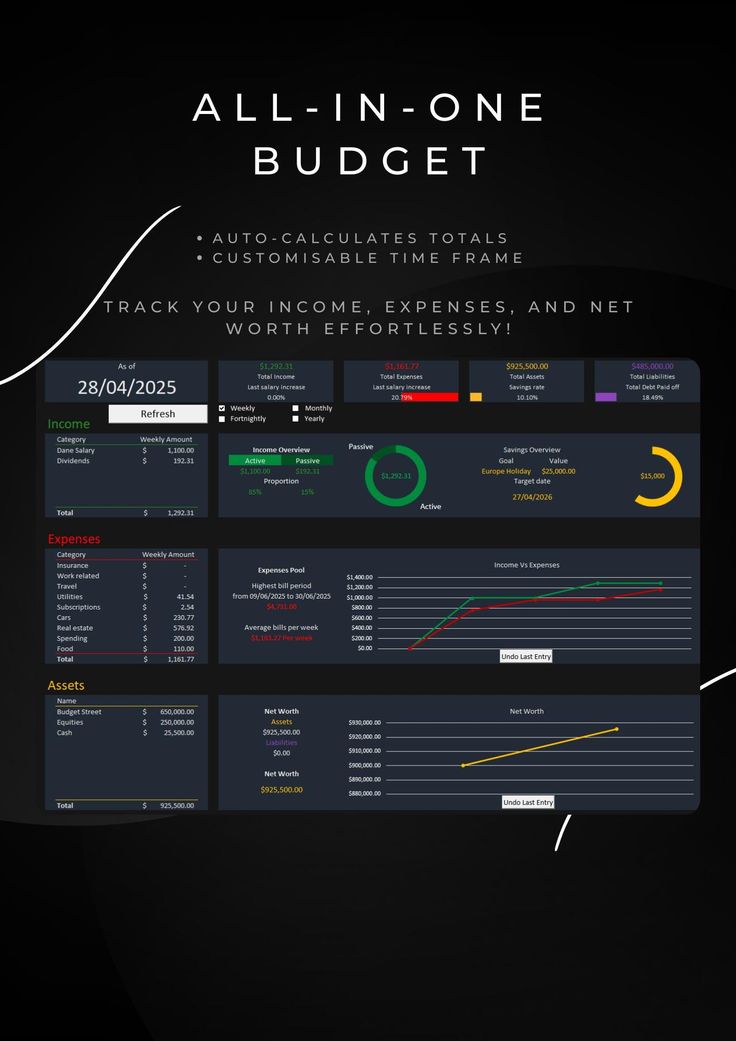 ALL-IN-ONE
BUDGET
• AUTO-CALCULATES TOTALS
• CUSTOMISABLE TIME FRAME
TRACK YOUR INCOME, EXPENSES, AND NET
WORTH EFFORTLESSLY!
As of
28/04/2025
Refresh
$1,292.31
Total Income
Last salary increase
0.00%
$1,161.77
Total Expenses
Last salary increase
20.79%
$925,500.00
Total Assets
Savings rate
10.10%
$485,000.00
Total Liabilities
Total Debt Paid off
18.49%
Weekly Monthly
Fortnightly Yearly
Income
Category Weekly Amount
Dane Salary $ 1,100.00
Dividends 192.31
Total $ 1,292.31
Income Overview
Active Passive
$1,100.00 $192.31
Proportion
85% 15%
Passive
$1,292.31
Active
Savings Overview
Goal Value
Europe Holiday $25,000.00
Target date
27/04/2026
$15,000
Expenses
Category Weekly Amount
Insurance $ -
Work related $ -
Travel $ -
Utilities $ 41.54
Subscriptions $ 2.54
Cars $ 230.77
Real estate $ 576.92
Spending $ 200.00
Food $ 110.00
Total $ 1,161.77
Expenses Pool
Highest bill period
from 09/06/2025 to 30/06/2025
Average bills per week
Per week
Income Vs Expenses
$1,400.00
$1,200.00
$1,000.00
$800.00
$600.00
$400.00
$200.00
$0.00
Undo Last Entry
Assets
Name
Budget Street $ 650,000.00
Equities $ 250,000.00
Cash $ 25,500.00
Total $ 925,500.00
Net Worth
Assets
$925,500.00
Liabilities
$0.00
Net Worth
$925,500.00
Net Worth
$930,000.00
$920,000.00
$910,000.00
$900,000.00
$890,000.00
$880,000.00
Undo Last Entry